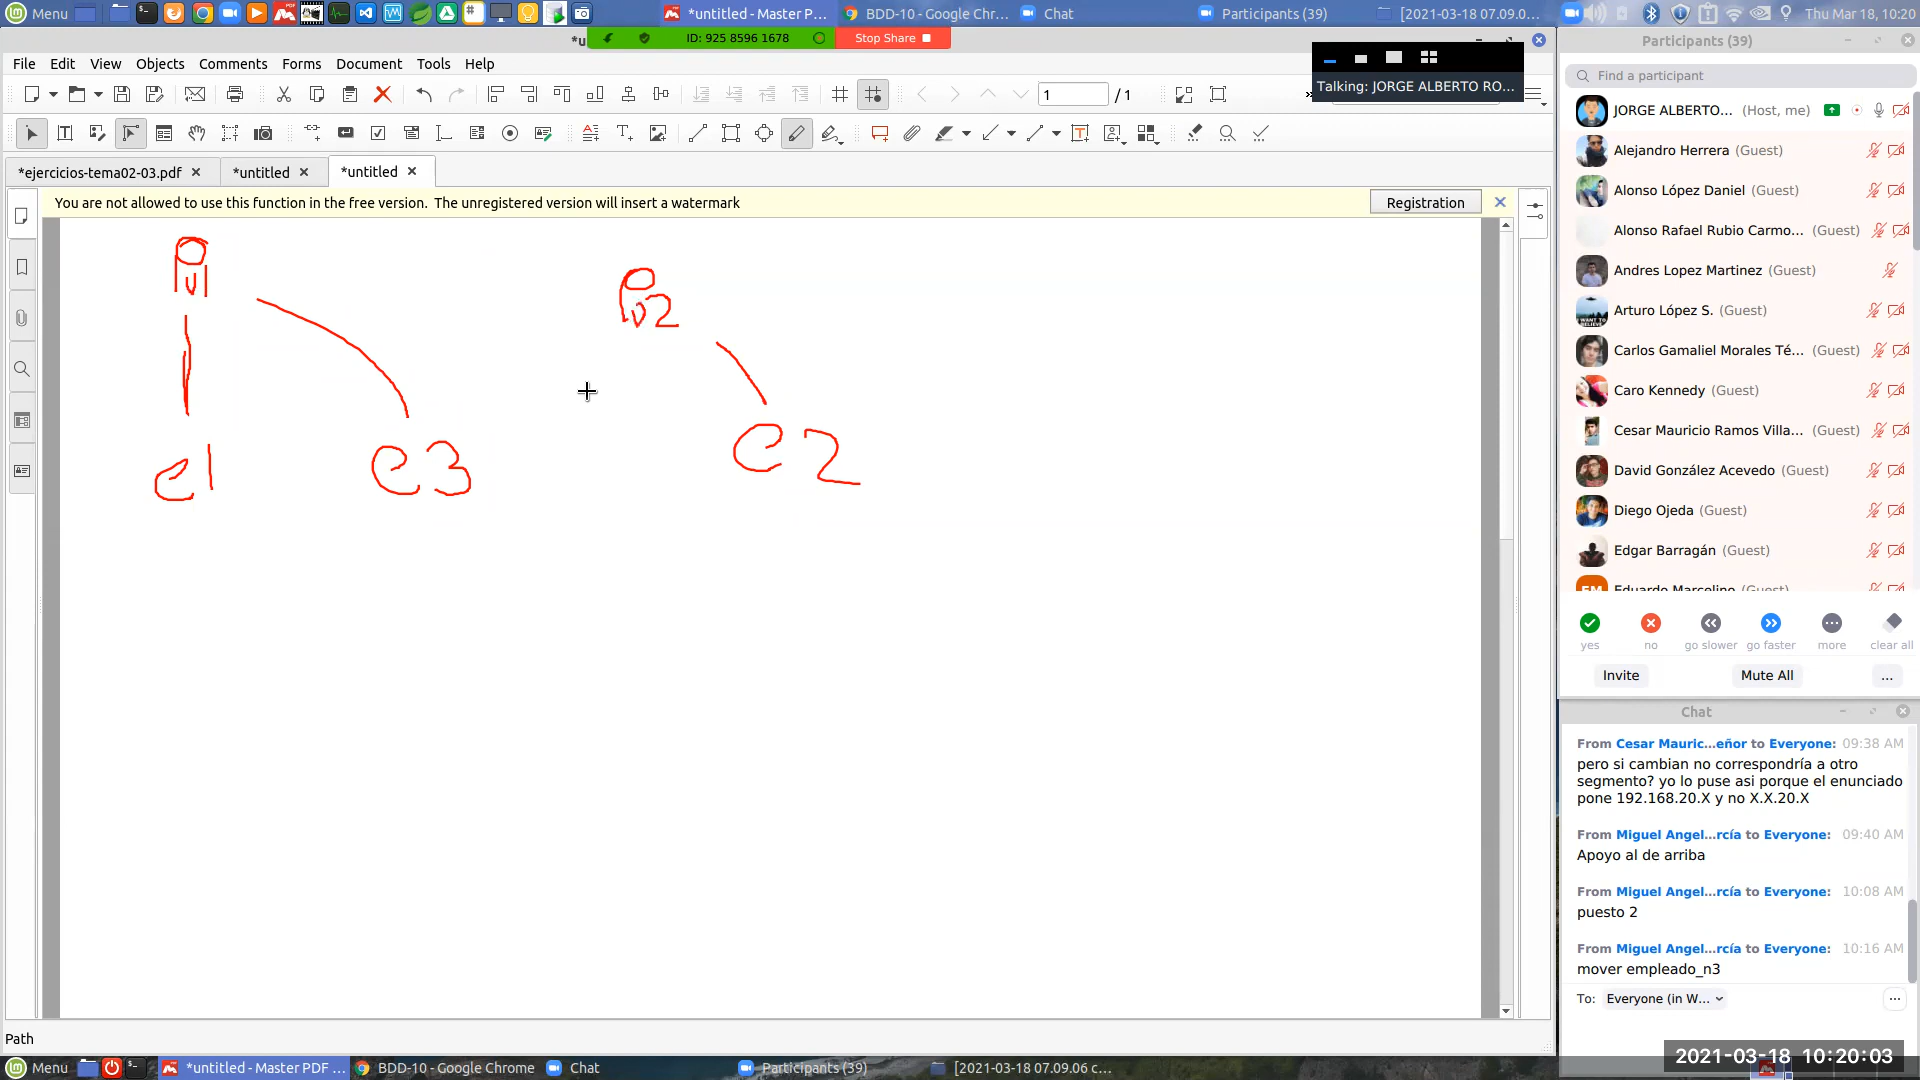 Menu
*untitled - Master P...
BDD-10 - Google Chr...
Chat
Participants (39)
[2021-03-18 07.09.0...
Thu Mar 18, 10:20
*u
ID: 925 8596 1678
Stop Share
Participants (39)
File Edit View Objects Comments Forms Document Tools Help
Find a participant
Talking: JORGE ALBERTO RO...
1 / 1
JORGE ALBERTO... (Host, me)
Alejandro Herrera (Guest)
*ejercicios-tema02-03.pdf
*untitled
*untitled
Alonso López Daniel (Guest)
You are not allowed to use this function in the free version. The unregistered version will insert a watermark
Registration
Alonso Rafael Rubio Carmo... (Guest)
Andres Lopez Martinez (Guest)
Arturo López S. (Guest)
Carlos Gamaliel Morales Té... (Guest)
Caro Kennedy (Guest)
Cesar Mauricio Ramos Villa... (Guest)
David González Acevedo (Guest)
Diego Ojeda (Guest)
Edgar Barragán (Guest)
Eduardo Marcelino (Guest)
e1
e3
e2
yes no go slower go faster more clear all
Invite
Mute All
...
Chat
From Cesar Mauric...eñor to Everyone: 09:38 AM
pero si cambian no correspondría a otro
segmento? yo lo puse asi porque el enunciado
pone 192.168.20.X y no X.X.20.X
From Miguel Angel...rcía to Everyone: 09:40 AM
Apoyo al de arriba
From Miguel Angel...rcía to Everyone: 10:08 AM
puesto 2
From Miguel Angel...rcía to Everyone: 10:16 AM
mover empleado_n3
To: Everyone (in W...
Path
2021-03-18 10:20:03
Menu
*untitled - Master PDF ...
BDD-10 - Google Chrome
Chat
Participants (39)
[2021-03-18 07.09.06 c...